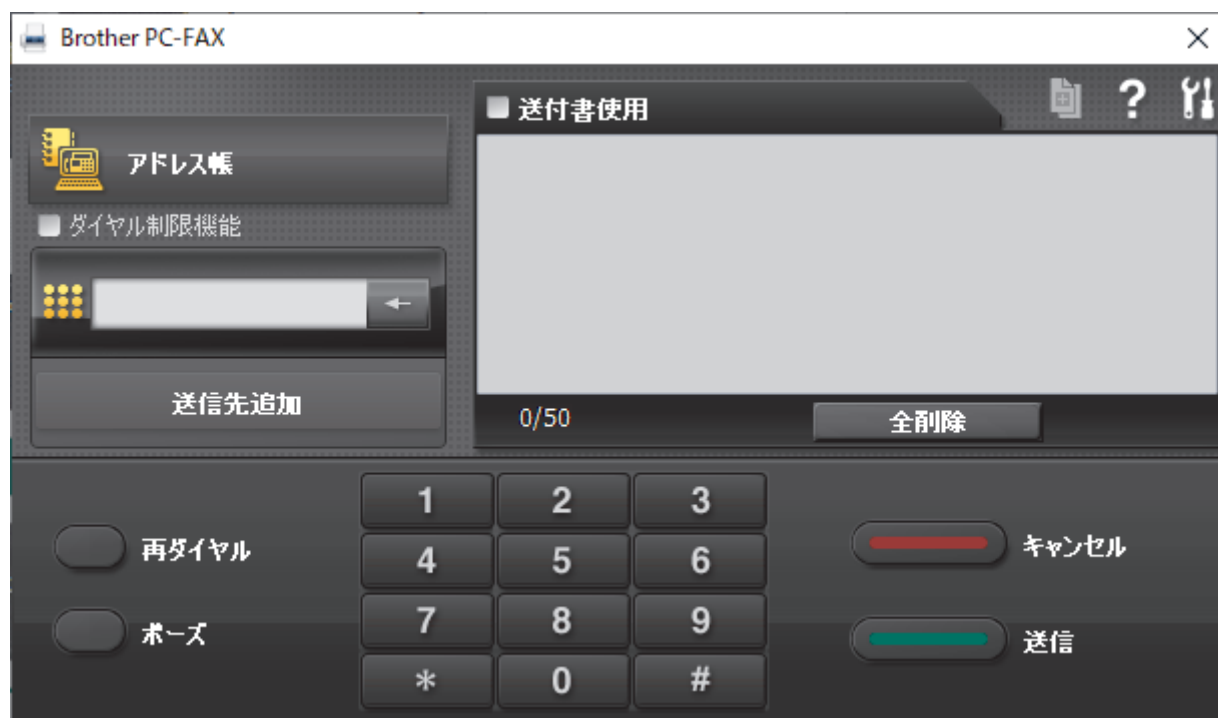 Brother PC-FAX
送付書使用
?
アドレス帳
ダイヤル制限機能
送信先追加
0/50
全削除
1 2 3
4 5 6
7 8 9
* 0 #
再ダイヤル
ポーズ
キャンセル
送信